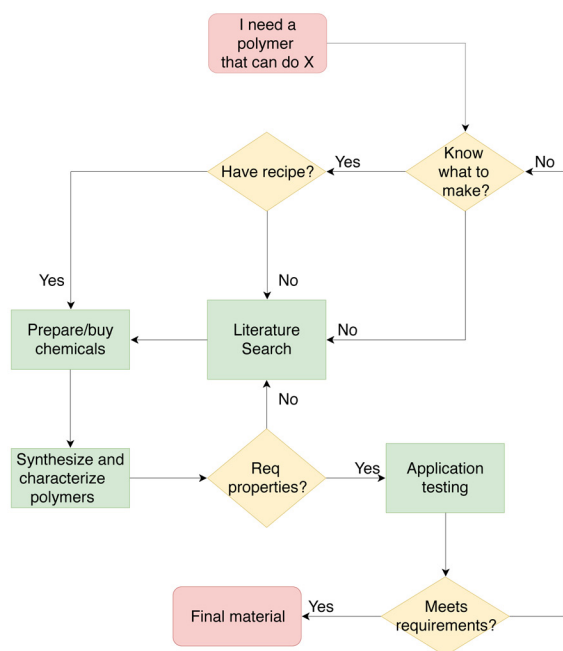 I need a
polymer
that can do X
Know
what to
make?
No
Yes
Have recipe?
Yes
No
No
Prepare/buy
chemicals
Literature
Search
No
Synthesize and
characterize
polymers
Req
properties?
Yes
Application
testing
Final material
Yes
Meets
requirements?